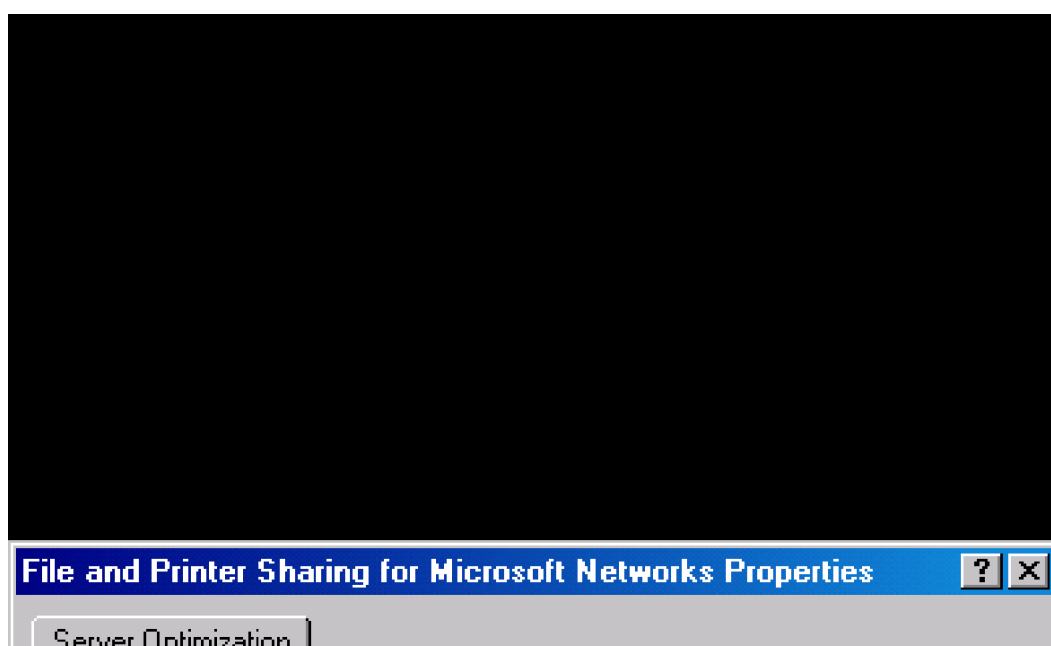 File and Printer Sharing for Microsoft Networks Properties
Server Optimization